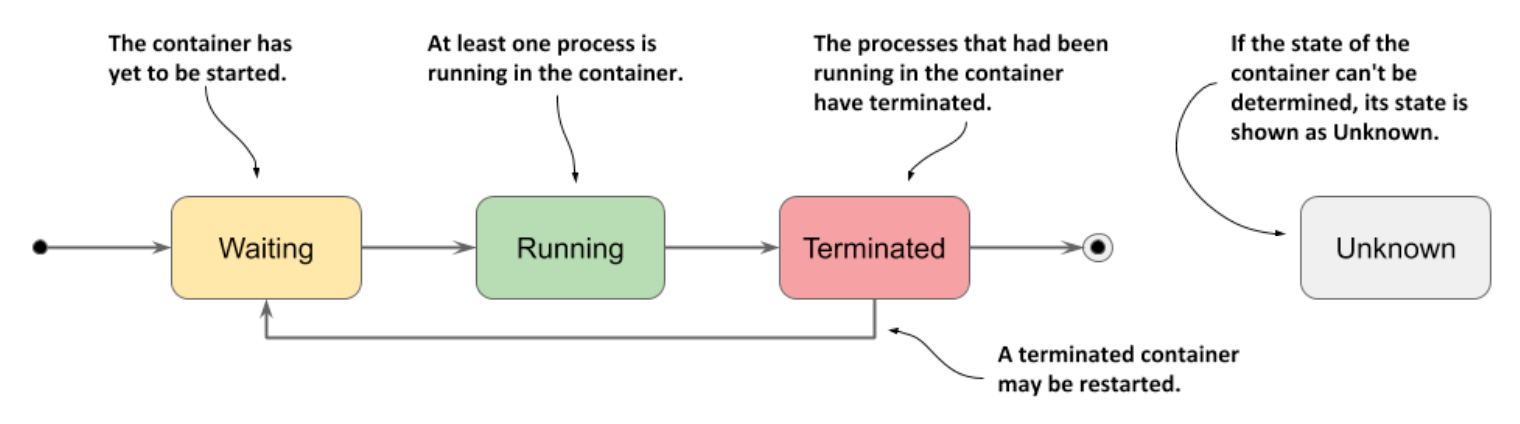 The container has
yet to be started.
At least one process is
running in the container.
The processes that had been
running in the container
have terminated.
If the state of the
container can't be
determined, its state is
shown as Unknown.
Waiting
Running
Terminated
Unknown
A terminated container
may be restarted.